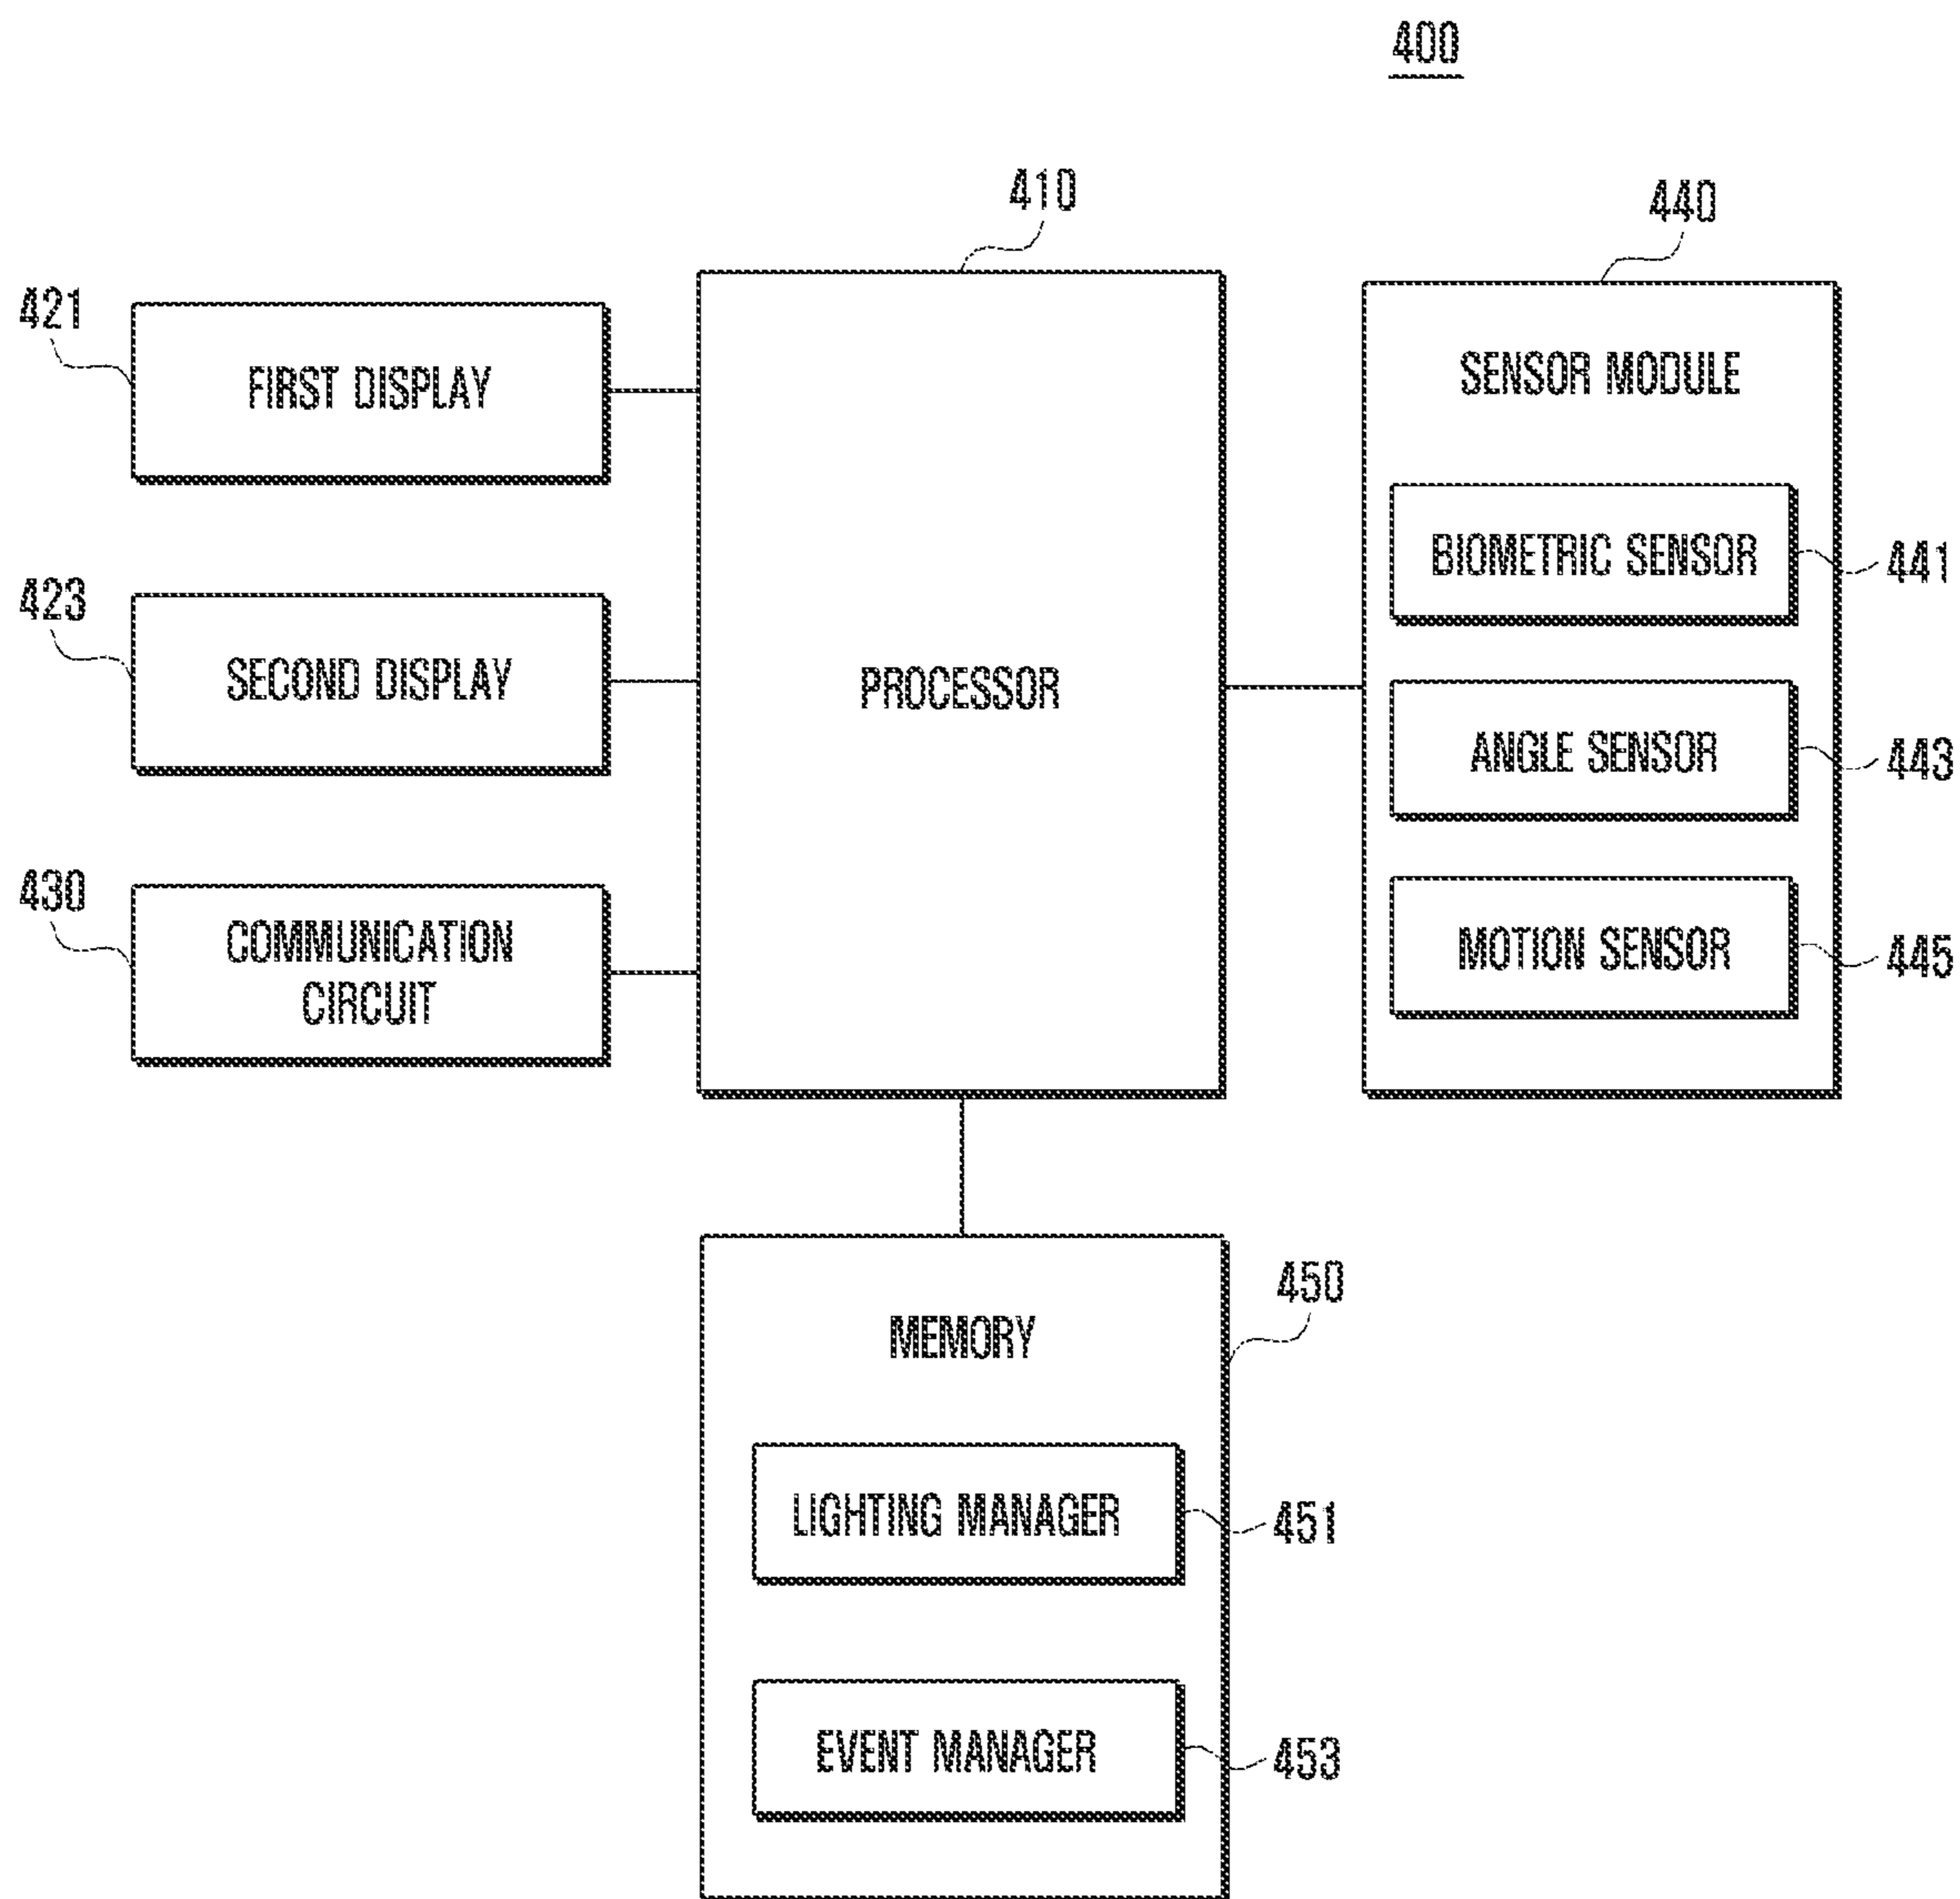 400
410
440
421
FIRST DISPLAY
SENSOR MODULE
BIOMETRIC SENSOR
441
423
SECOND DISPLAY
PROCESSOR
ANGLE SENSOR
443
430
COMMUNICATION
CIRCUIT
MOTION SENSOR
445
450
MEMORY
LIGHTING MANAGER
451
EVENT MANAGER
453